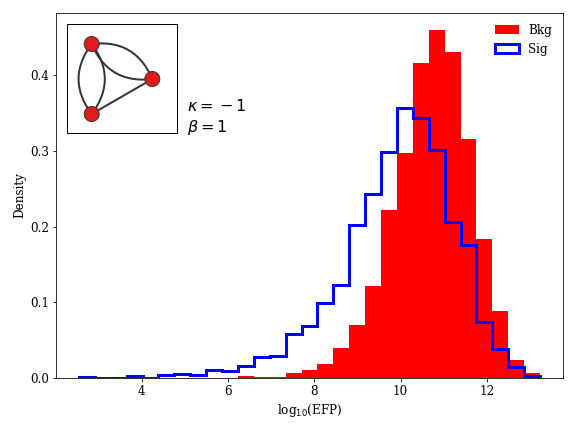 Bkg
Sig
κ = −1
β = 1
Density
0.4
0.3
0.2
0.1
0.0
4 6 8 10 12
log₁₀(EFP)